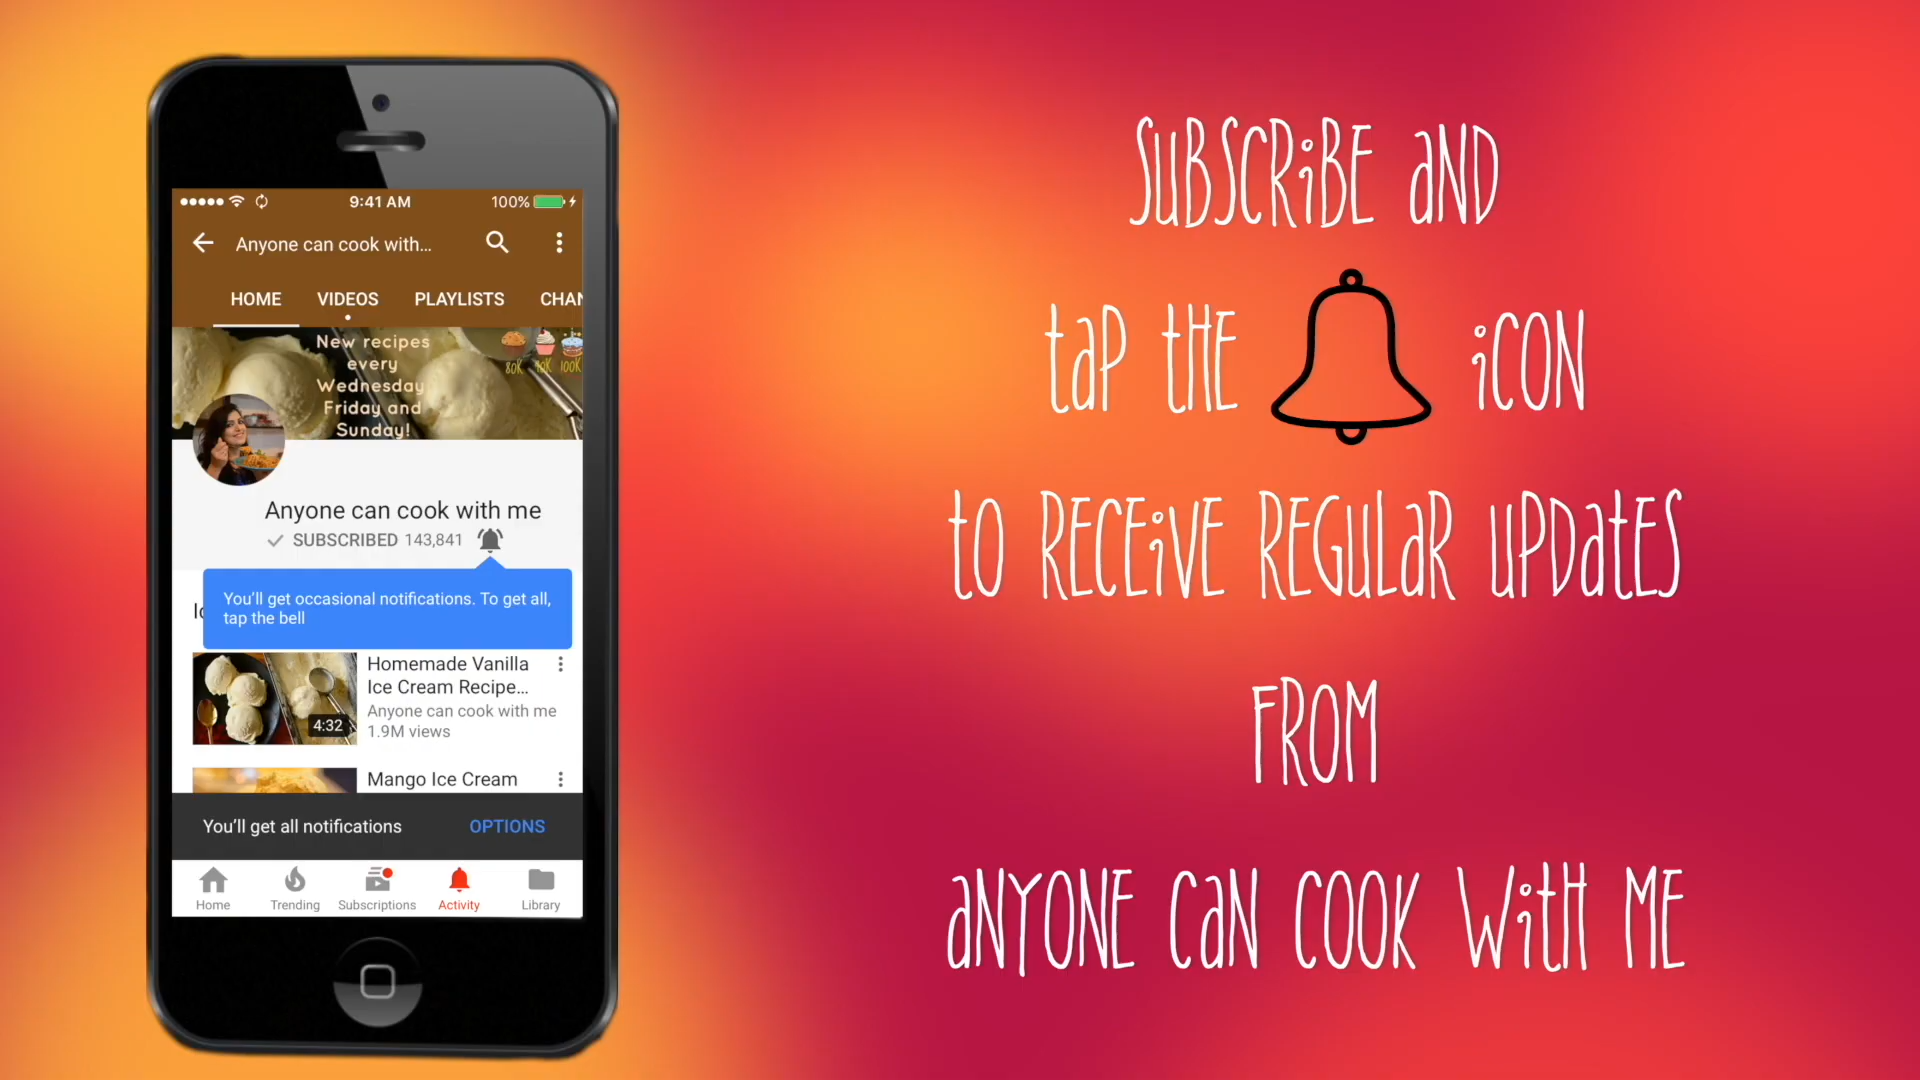 9:41 AM
100%
Anyone can cook with...
HOME VIDEOS PLAYLISTS CHAN
New recipes
every
Wednesday
Friday and
Sunday!
80K 90K 100K
Anyone can cook with me
SUBSCRIBED 143,841
You'll get occasional notifications. To get all,
tap the bell
Homemade Vanilla
Ice Cream Recipe...
Anyone can cook with me
1.9M views
4:32
Mango Ice Cream
You'll get all notifications OPTIONS
Home Trending Subscriptions Activity Library
SUBSCRiBE aND
taP tHE iCON
tO RECEiVE REGULaR UPDatES
FROM
aNYONE CaN COOK WitH ME